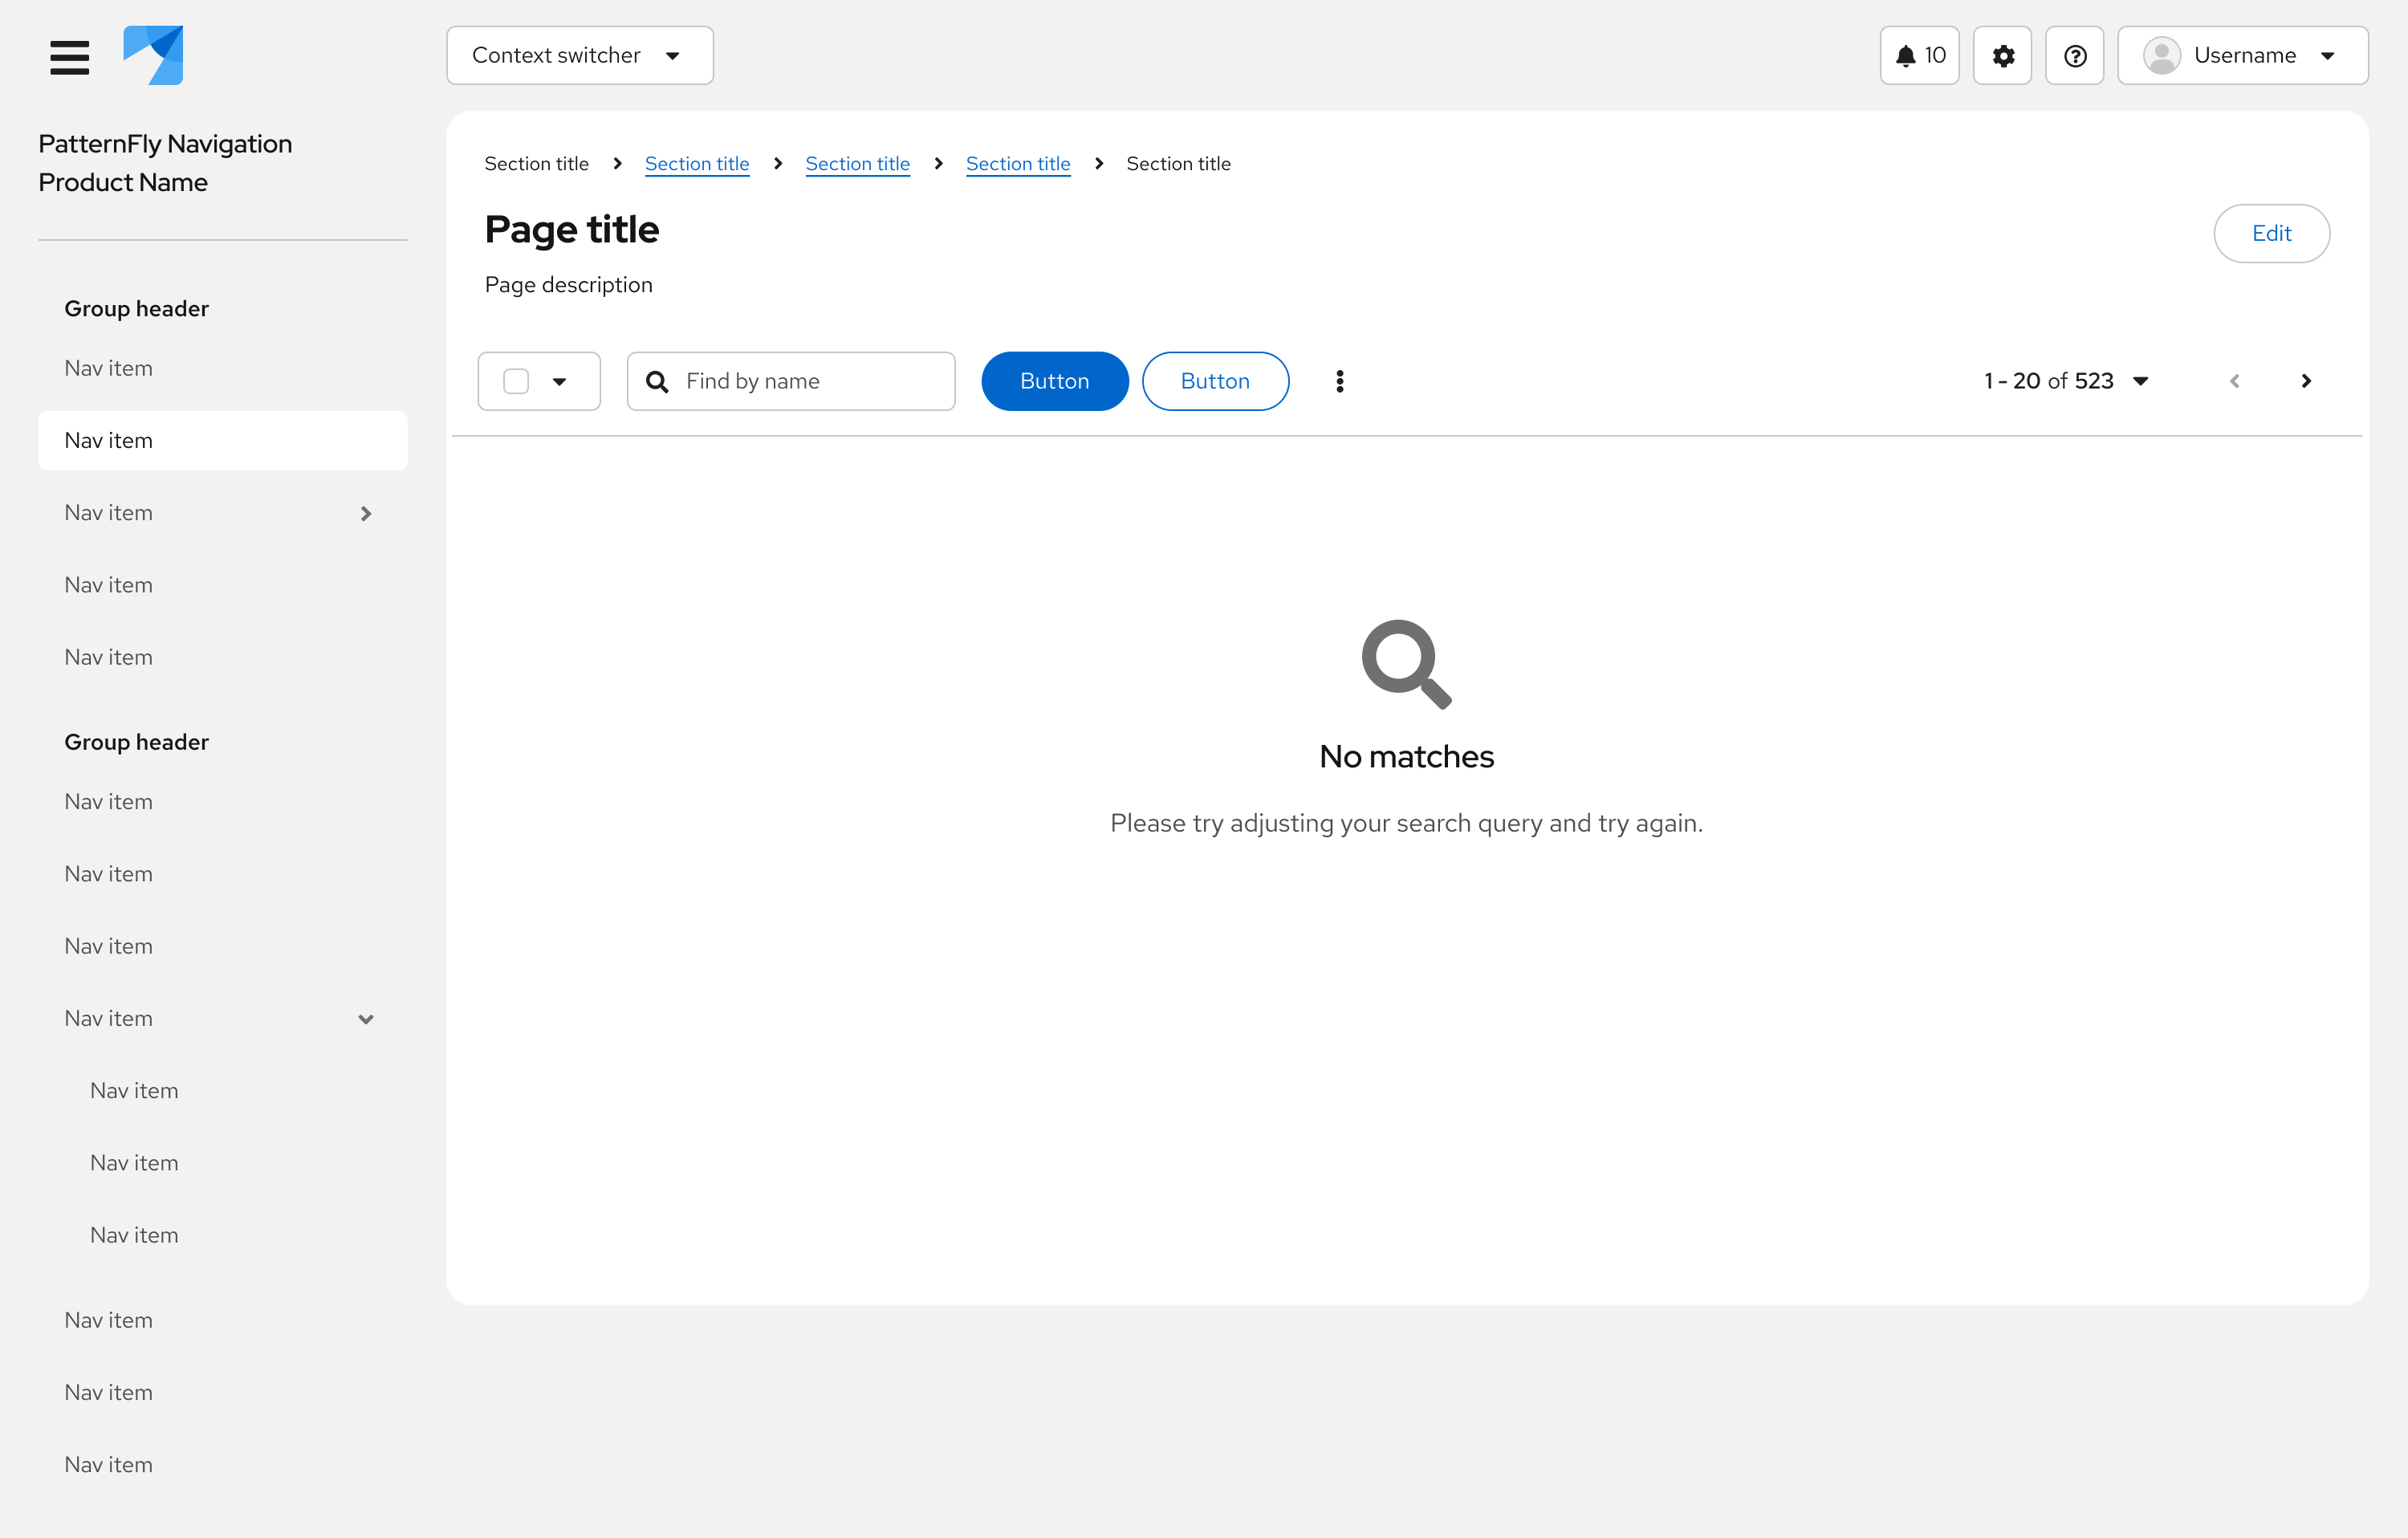 Context switcher
10
Username
PatternFly Navigation
Product Name
Group header
Nav item
Nav item
Nav item
Nav item
Nav item
Group header
Nav item
Nav item
Nav item
Nav item
Nav item
Nav item
Nav item
Nav item
Nav item
Nav item
Section title Section title Section title Section title Section title
Page title
Edit
Page description
Find by name
Button
Button
1 - 20 of 523
No matches
Please try adjusting your search query and try again.